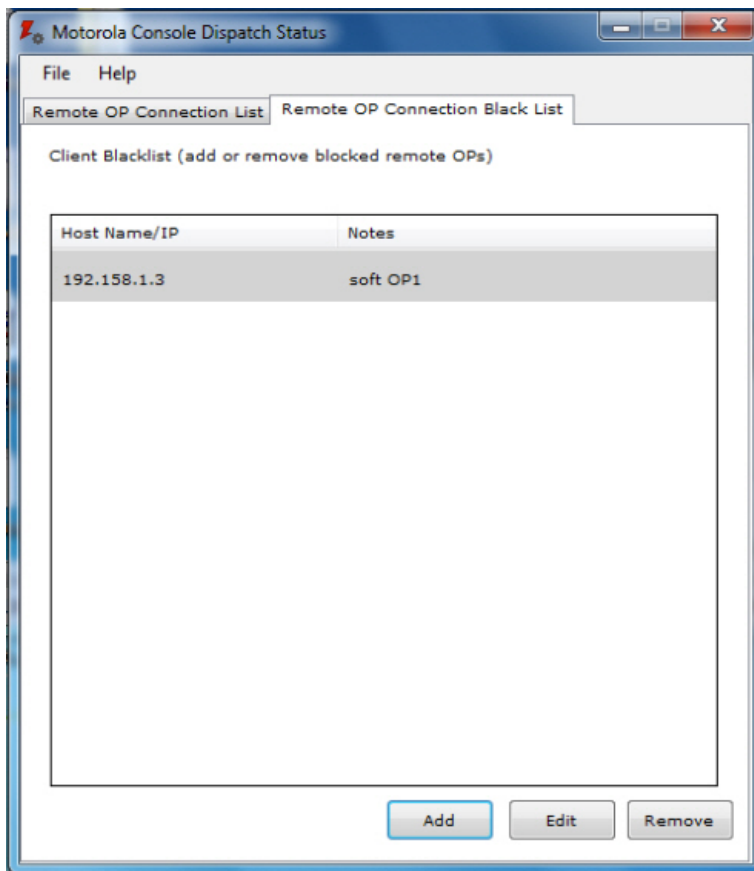 Motorola Console Dispatch Status
File Help
Remote OP Connection List Remote OP Connection Black List
Client Blacklist (add or remove blocked remote OPs)
Host Name/IP Notes
192.158.1.3 soft OP1
Add Edit Remove